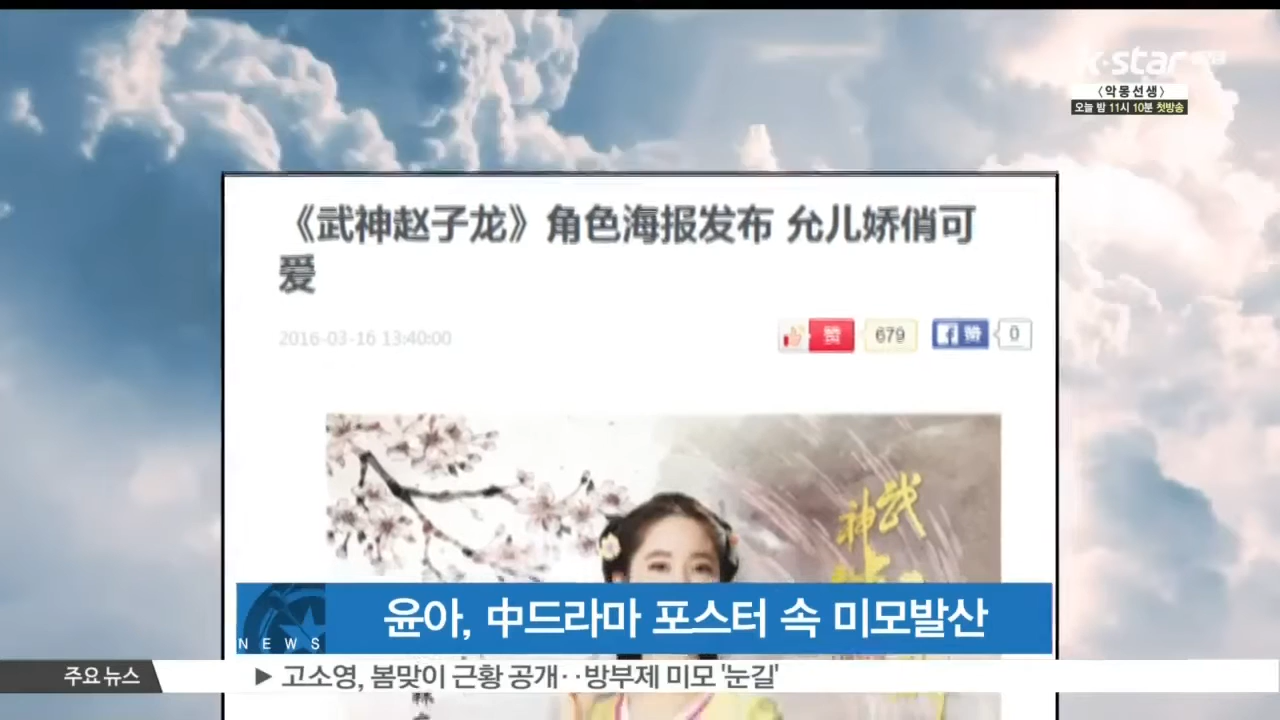 k·star
〈악몽선생〉
오늘 밤 11시 10분 첫방송
《武神赵子龙》角色海报发布 允儿娇俏可
爱
2016-03-16 13:40:00
赞 679 f 赞 0
武
神
NEWS
윤아, 中드라마 포스터 속 미모발산
주요 뉴스
▶ 고소영, 봄맞이 근황 공개‥방부제 미모 '눈길'